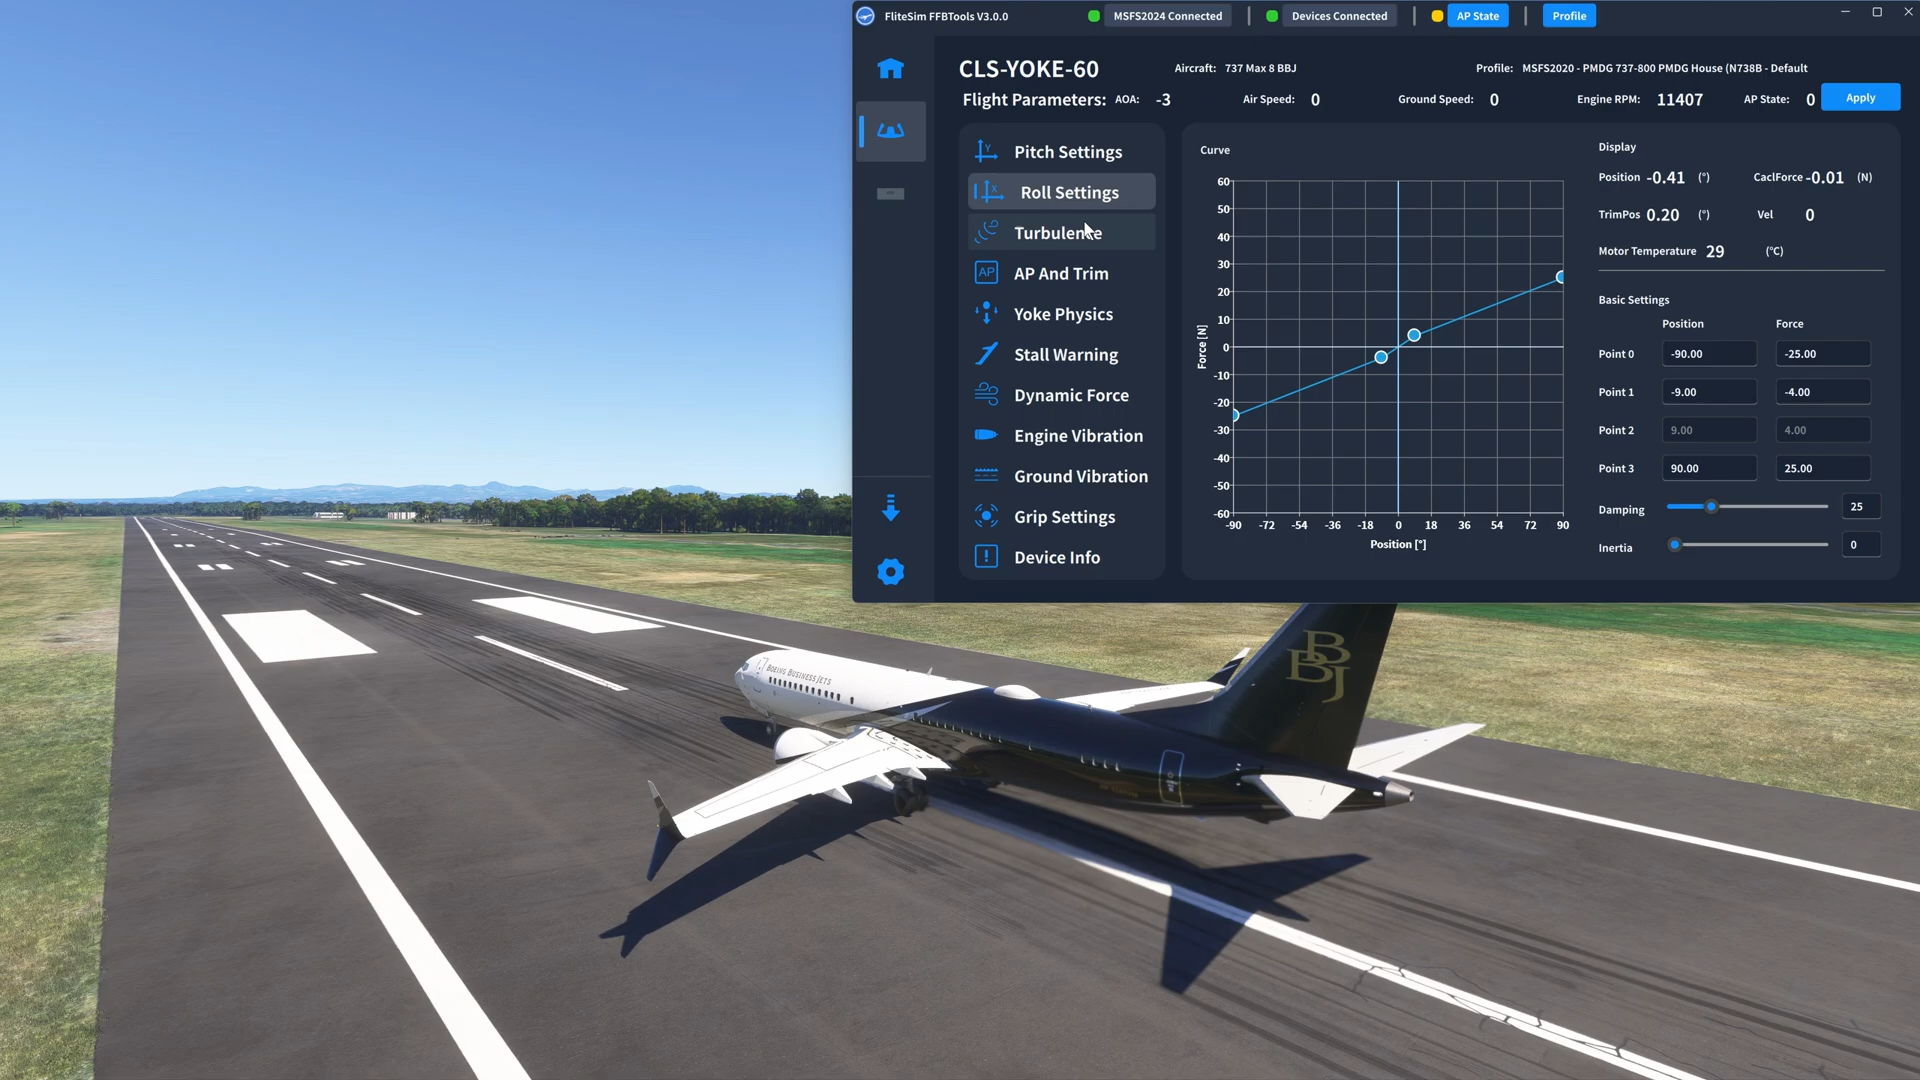 FliteSim FFBTools V3.0.0
MSFS2024 Connected
Devices Connected
AP State
Profile
CLS-YOKE-60
Aircraft: 737 Max 8 BBJ
Profile: MSFS2020 - PMDG 737-800 PMDG House (N738B - Default
Flight Parameters: AOA: -3 Air Speed: 0 Ground Speed: 0 Engine RPM: 11407 AP State: 0 Apply
Pitch Settings
Roll Settings
Turbulence
AP And Trim
Yoke Physics
Stall Warning
Dynamic Force
Engine Vibration
Ground Vibration
Grip Settings
Device Info
Y
X
AP
Curve
Force [N]
60
50
40
30
20
10
0
-10
-20
-30
-40
-50
-60
-90 -72 -54 -36 -18 0 18 36 54 72 90
Position [°]
Display
Position -0.41 (°) CaclForce -0.01 (N)
TrimPos 0.20 (°) Vel 0
Motor Temperature 29 (°C)
Basic Settings
Position Force
Point 0 -90.00 -25.00
Point 1 -9.00 -4.00
Point 2 9.00 4.00
Point 3 90.00 25.00
Damping 25
Inertia 0
BOEING BUSINESS JETS
BBJ